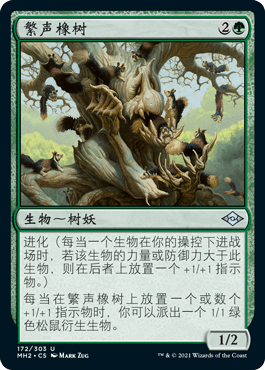 繁声橡树 2
生物～树妖
进化（每当一个生物在你的操控下进战
场时，若该生物的力量或防御力大于此
生物，则在后者上放置一个 +1/+1 指示
物。）
每当在繁声橡树上放置一个或数个
+1/+1 指示物时，你可以派出一个 1/1 绿
色松鼠衍生生物。
1/2
172/303 U
MH2 • CS MARK ZUG
™ & © 2021 Wizards of the Coast